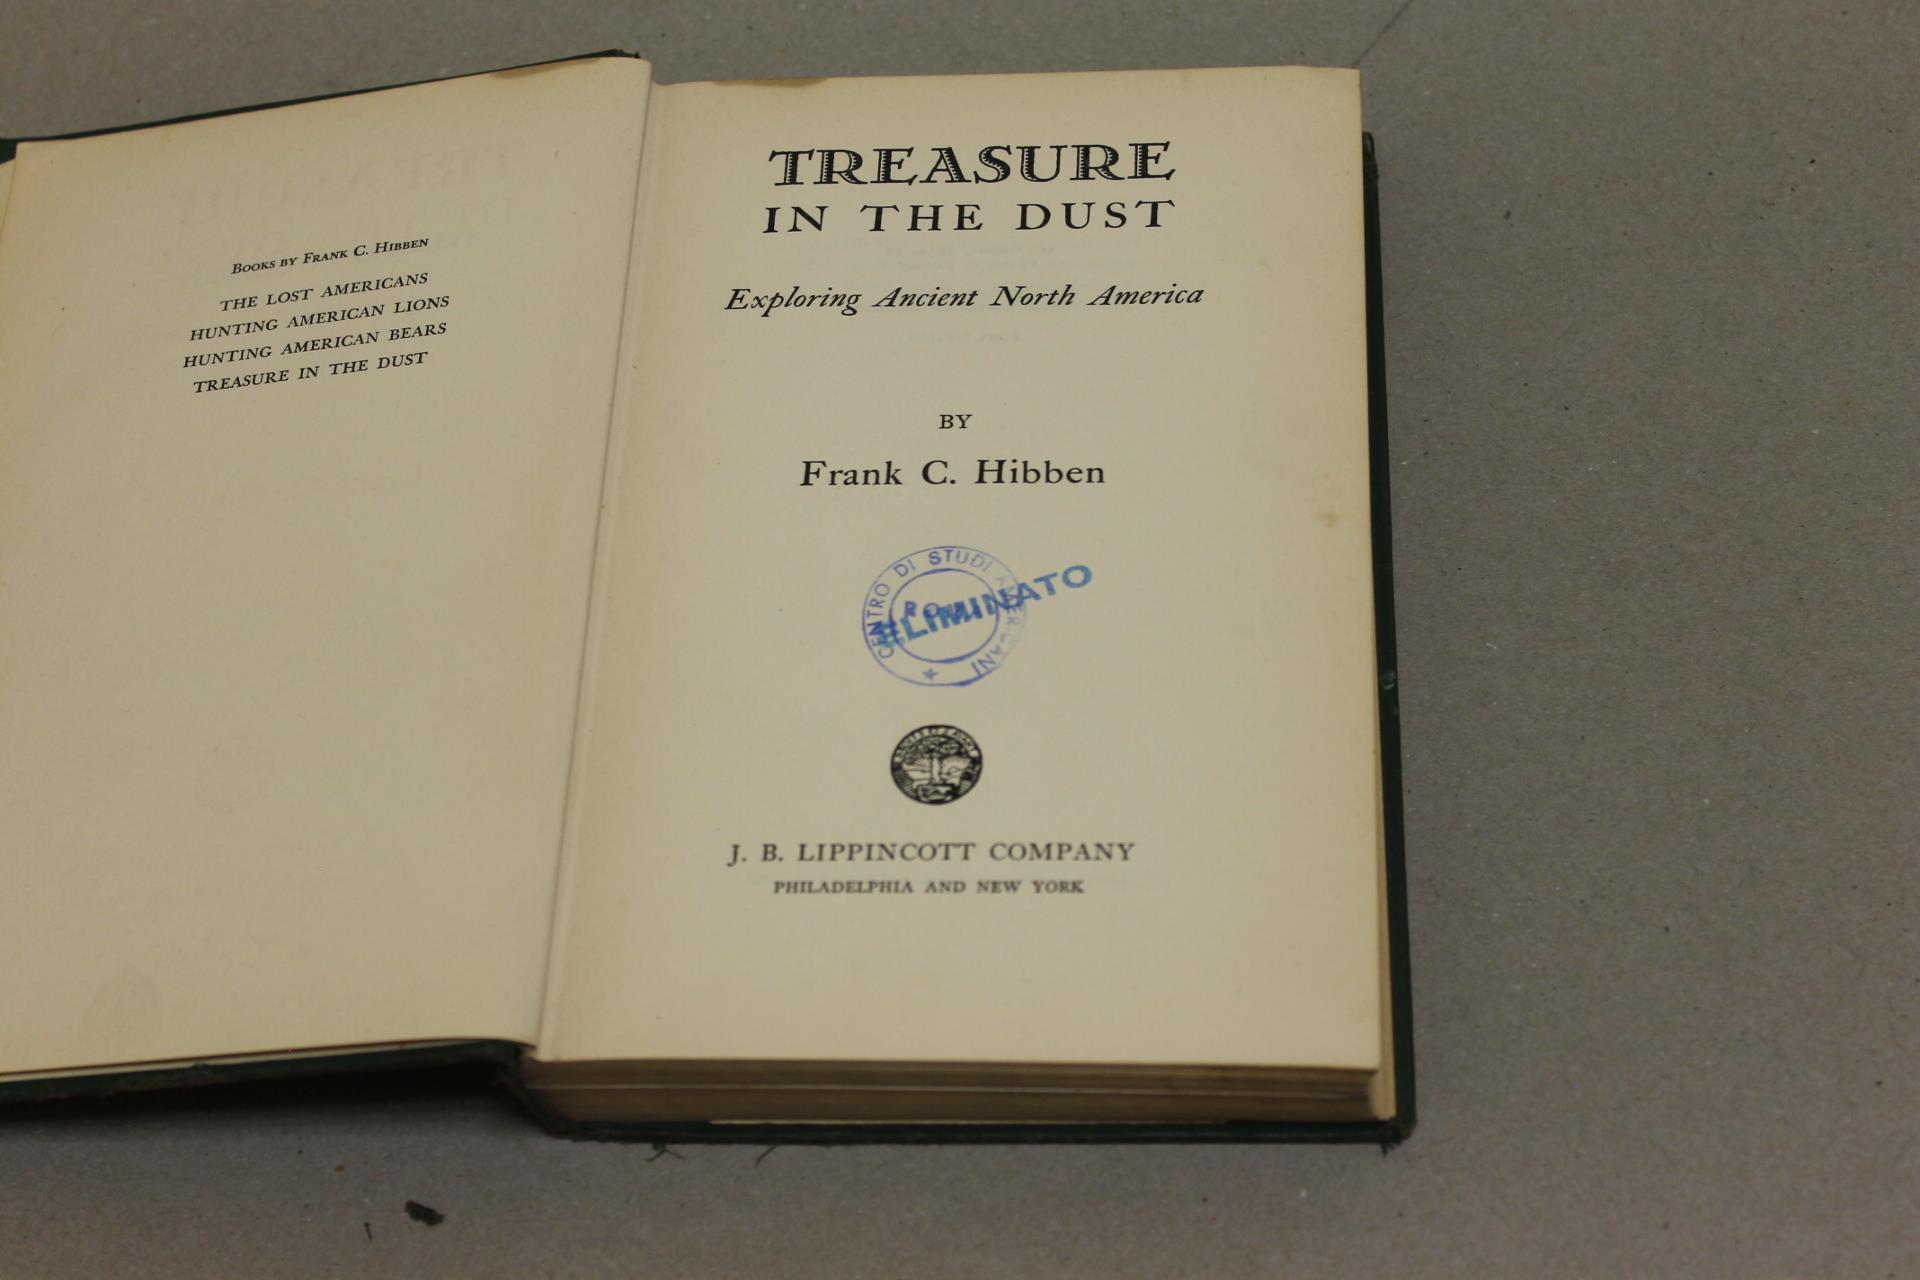 Books by Frank C. Hibben
THE LOST AMERICANS
HUNTING AMERICAN LIONS
HUNTING AMERICAN BEARS
TREASURE IN THE DUST
TREASURE
IN THE DUST
Exploring Ancient North America
BY
Frank C. Hibben
CENTRO DI STUDI AMERICANI
ROMA
ELIMINATO
J. B. LIPPINCOTT COMPANY
PHILADELPHIA AND NEW YORK